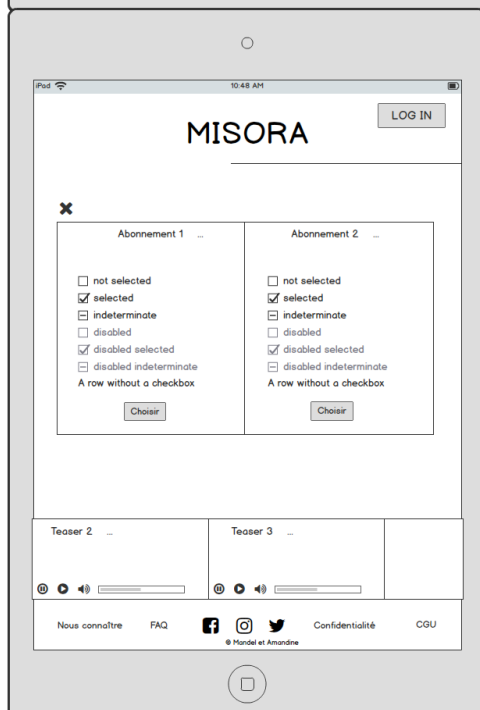 iPad 10:48 AM
LOG IN
MISORA
Abonnement 1 ...
Abonnement 2 ...
not selected
selected
indeterminate
disabled
disabled selected
disabled indeterminate
A row without a checkbox
Choisir
not selected
selected
indeterminate
disabled
disabled selected
disabled indeterminate
A row without a checkbox
Choisir
Teaser 2 ...
Teaser 3 ...
Nous connaître FAQ Confidentialité CGU
© Mandel et Amandine